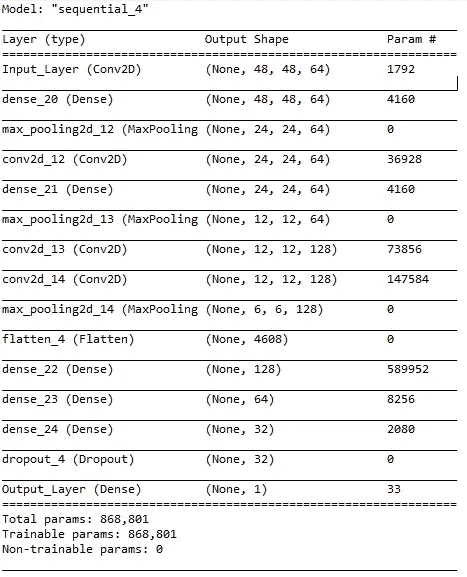 Model: "sequential_4"
Layer (type) Output Shape Param #
Input_Layer (Conv2D) (None, 48, 48, 64) 1792
dense_20 (Dense) (None, 48, 48, 64) 4160
max_pooling2d_12 (MaxPooling (None, 24, 24, 64) 0
conv2d_12 (Conv2D) (None, 24, 24, 64) 36928
dense_21 (Dense) (None, 24, 24, 64) 4160
max_pooling2d_13 (MaxPooling (None, 12, 12, 64) 0
conv2d_13 (Conv2D) (None, 12, 12, 128) 73856
conv2d_14 (Conv2D) (None, 12, 12, 128) 147584
max_pooling2d_14 (MaxPooling (None, 6, 6, 128) 0
flatten_4 (Flatten) (None, 4608) 0
dense_22 (Dense) (None, 128) 589952
dense_23 (Dense) (None, 64) 8256
dense_24 (Dense) (None, 32) 2080
dropout_4 (Dropout) (None, 32) 0
Output_Layer (Dense) (None, 1) 33
Total params: 868,801
Trainable params: 868,801
Non-trainable params: 0